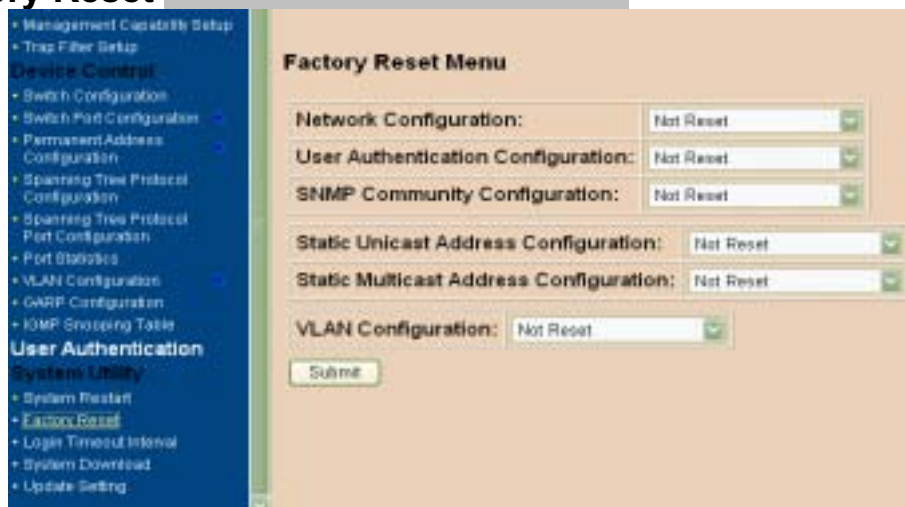 ry Reset
• Management Capability Setup
• Trap Filter Setup
Device Control
• Switch Configuration
• Switch Port Configuration
• Permanent Address
Configuration
• Spanning Tree Protocol
Configuration
• Spanning Tree Protocol
Port Configuration
• Port Statistics
• VLAN Configuration
• GARP Configuration
• IGMP Snooping Table
User Authentication
System Utility
• System Restart
• Factory Reset
• Login Timeout Interval
• System Download
• Update Setting
Factory Reset Menu
Network Configuration: Not Reset
User Authentication Configuration: Not Reset
SNMP Community Configuration: Not Reset
Static Unicast Address Configuration: Not Reset
Static Multicast Address Configuration: Not Reset
VLAN Configuration: Not Reset
Submit